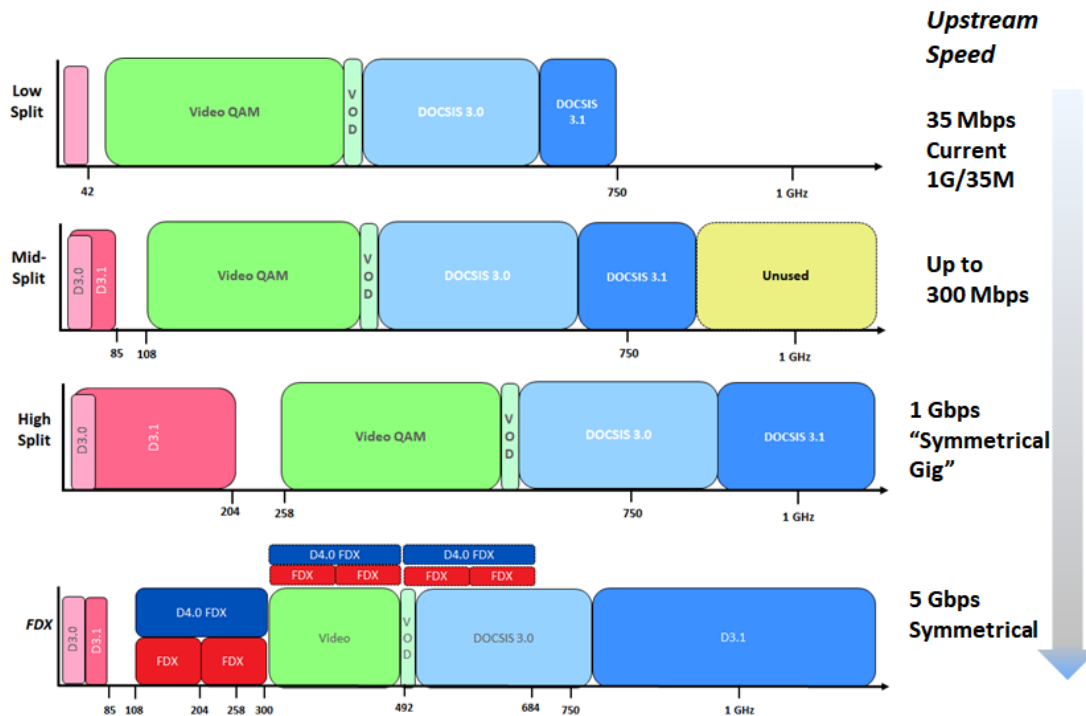 Upstream
Speed
Low
Split
Video QAM
V
O
D
DOCSIS 3.0
DOCSIS
3.1
42
750
1 GHz
35 Mbps
Current
1G/35M
Mid-
Split
D3.0
D3.1
Video QAM
V
O
D
DOCSIS 3.0
DOCSIS 3.1
Unused
85
108
750
1 GHz
Up to
300 Mbps
High
Split
D3.0
D3.1
Video QAM
V
O
D
DOCSIS 3.0
DOCSIS 3.1
204
258
750
1 GHz
1 Gbps
“Symmetrical
Gig”
D4.0 FDX
D4.0 FDX
FDX
FDX
FDX
FDX
FDX
D3.0
D3.1
D4.0 FDX
FDX
FDX
Video
V
O
D
DOCSIS 3.0
D3.1
85
108
204
258
300
492
684
750
1 GHz
5 Gbps
Symmetrical